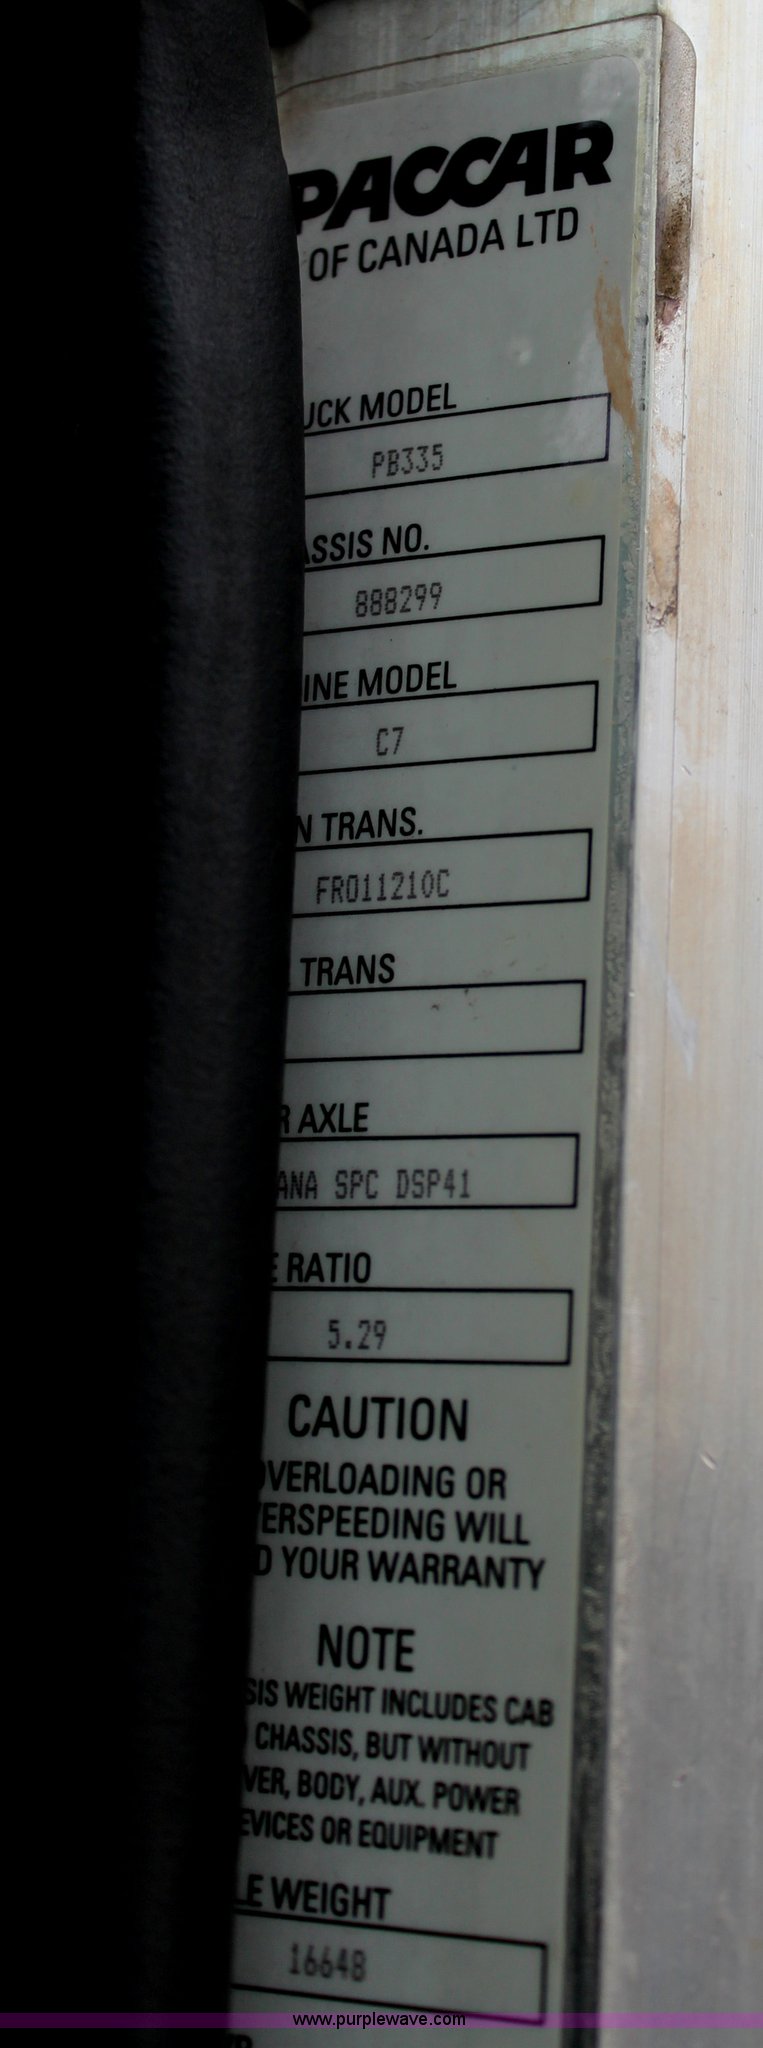 PACCAR
OF CANADA LTD
UCK MODEL
PB335
ASSIS NO.
888299
INE MODEL
C7
N TRANS.
FRO11210C
TRANS
R AXLE
ANA SPC DSP41
E RATIO
5.29
CAUTION
OVERLOADING OR
ERSPEEDING WILL
D YOUR WARRANTY
NOTE
SIS WEIGHT INCLUDES CAB
CHASSIS, BUT WITHOUT
VER, BODY, AUX. POWER
EVICES OR EQUIPMENT
LE WEIGHT
16648
www.purplewave.com